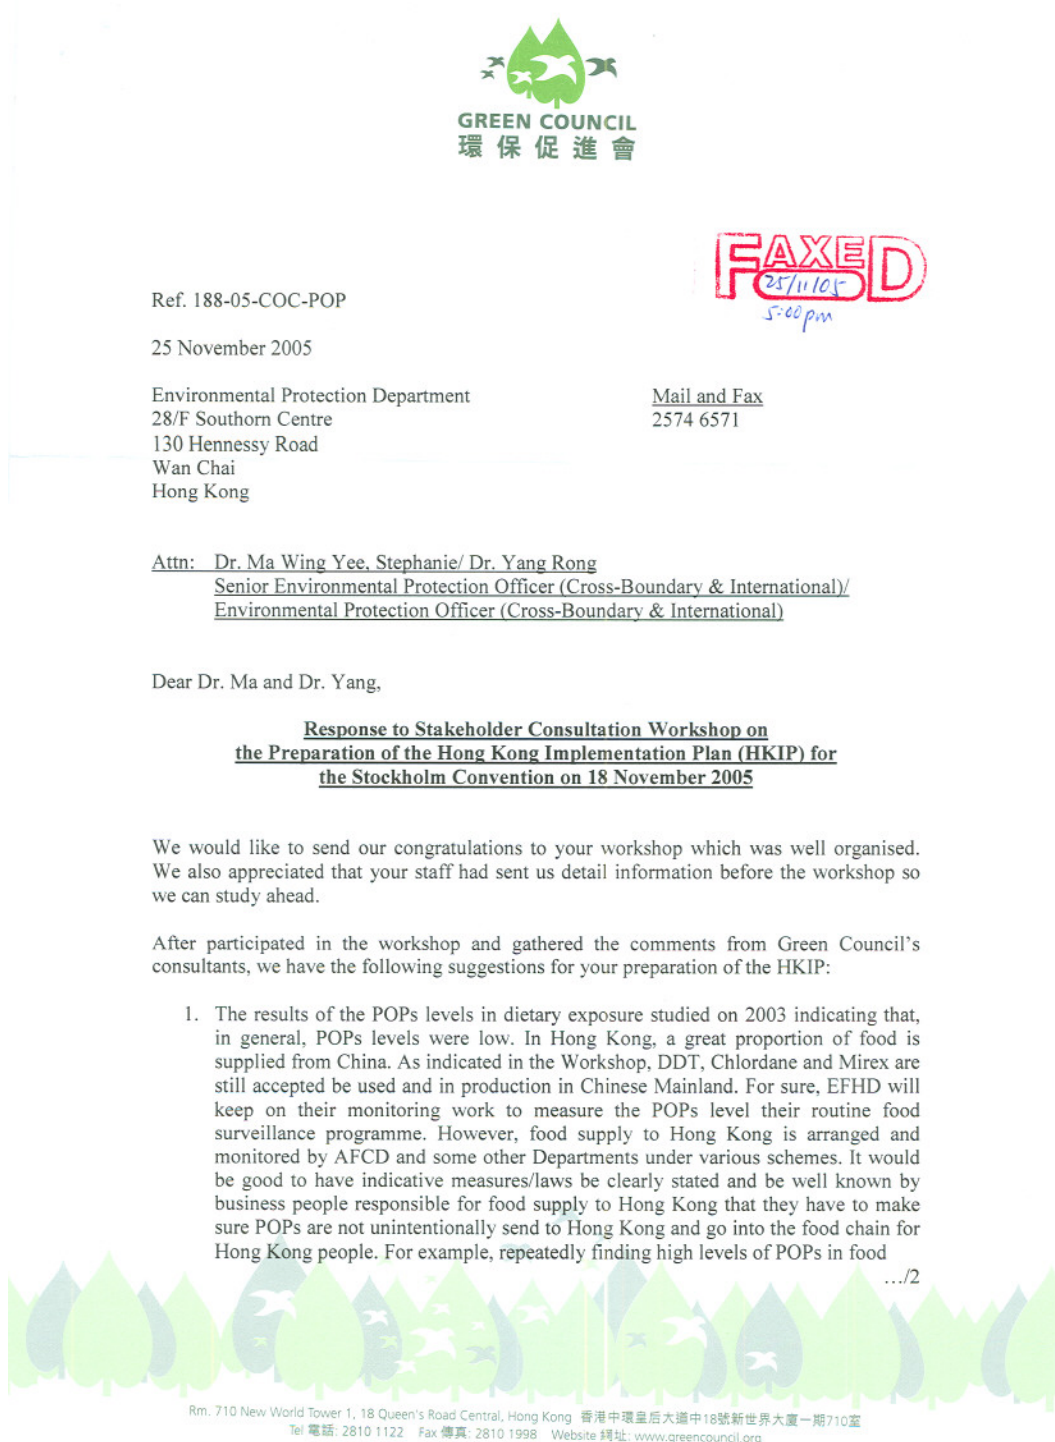 GREEN COUNCIL
環保促進會
FAXED
25/11/05
5:00pm
Ref. 188-05-COC-POP
25 November 2005
Environmental Protection Department
28/F Southorn Centre
130 Hennessy Road
Wan Chai
Hong Kong
Mail and Fax
2574 6571
Attn: Dr. Ma Wing Yee, Stephanie/ Dr. Yang Rong
Senior Environmental Protection Officer (Cross-Boundary & International)/
Environmental Protection Officer (Cross-Boundary & International)
Dear Dr. Ma and Dr. Yang,
Response to Stakeholder Consultation Workshop on
the Preparation of the Hong Kong Implementation Plan (HKIP) for
the Stockholm Convention on 18 November 2005
We would like to send our congratulations to your workshop which was well organised.
We also appreciated that your staff had sent us detail information before the workshop so
we can study ahead.
After participated in the workshop and gathered the comments from Green Council's
consultants, we have the following suggestions for your preparation of the HKIP:
1. The results of the POPs levels in dietary exposure studied on 2003 indicating that,
in general, POPs levels were low. In Hong Kong, a great proportion of food is
supplied from China. As indicated in the Workshop, DDT, Chlordane and Mirex are
still accepted be used and in production in Chinese Mainland. For sure, EFHD will
keep on their monitoring work to measure the POPs level their routine food
surveillance programme. However, food supply to Hong Kong is arranged and
monitored by AFCD and some other Departments under various schemes. It would
be good to have indicative measures/laws be clearly stated and be well known by
business people responsible for food supply to Hong Kong that they have to make
sure POPs are not unintentionally send to Hong Kong and go into the food chain for
Hong Kong people. For example, repeatedly finding high levels of POPs in food
…/2
Rm. 710 New World Tower 1, 18 Queen's Road Central, Hong Kong 香港中環皇后大道中18號新世界大廈一期710室
Tel 電話: 2810 1122 Fax 傳真: 2810 1998 Website 網址: www.greencouncil.org